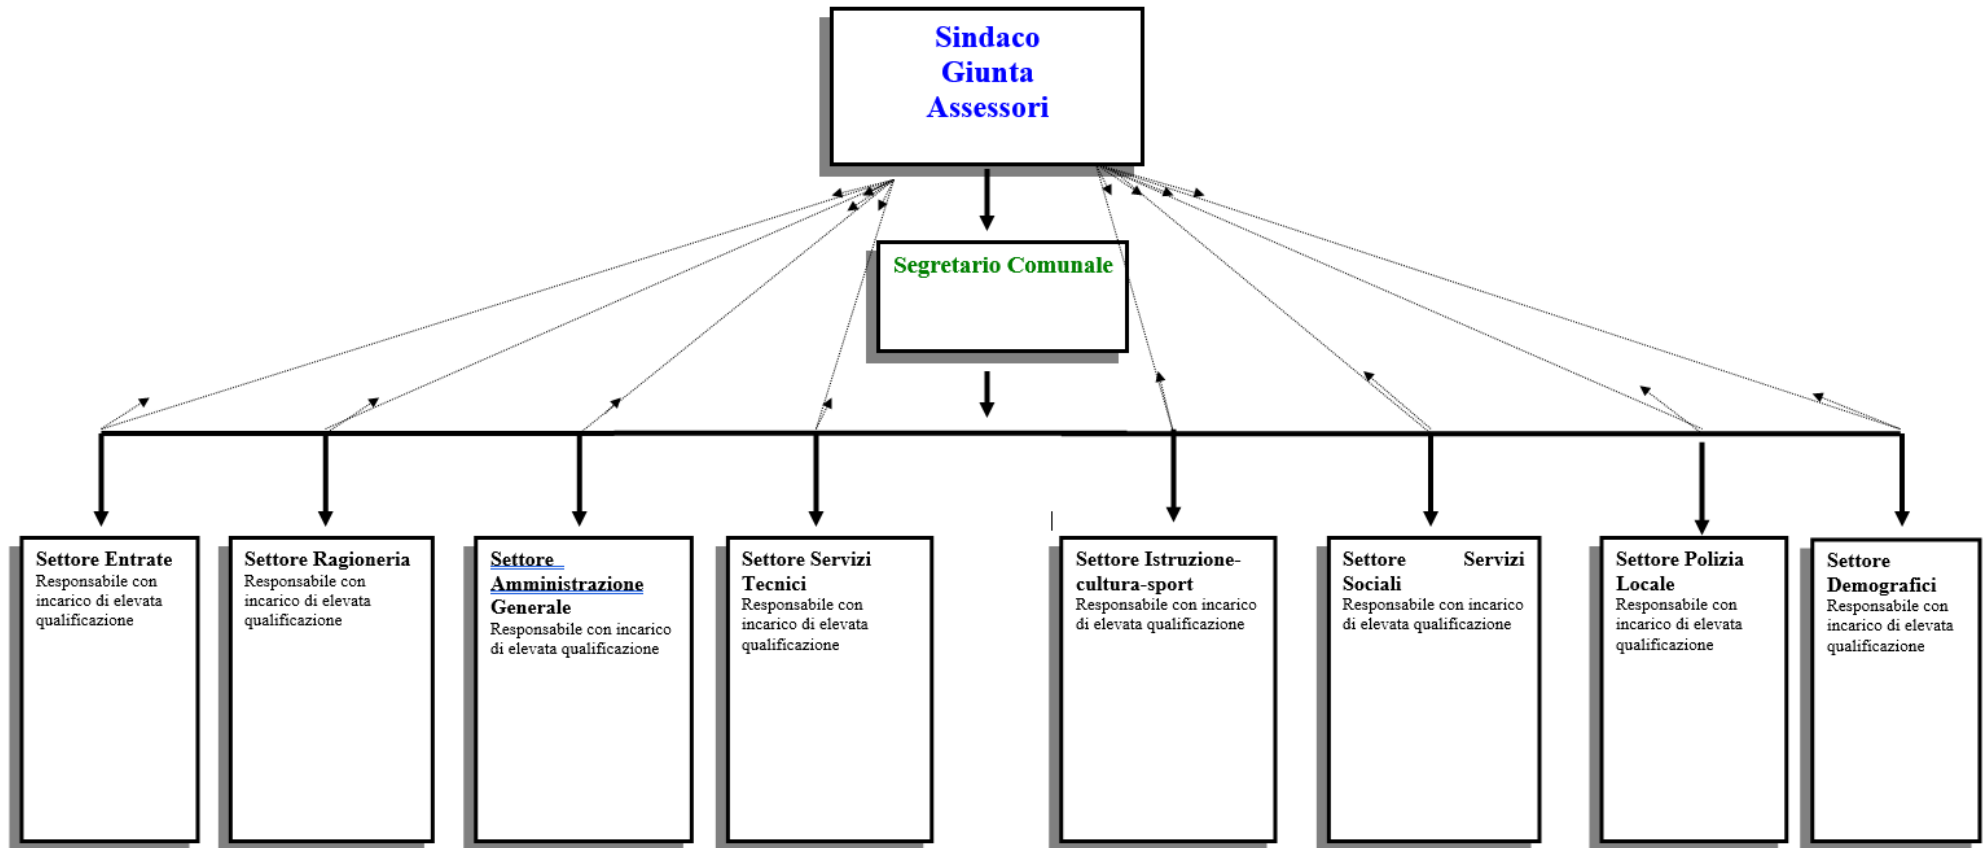 Sindaco
Giunta
Assessori
Segretario Comunale
Settore Entrate
Responsabile con
incarico di elevata
qualificazione
Settore Ragioneria
Responsabile con
incarico di elevata
qualificazione
Settore
Amministrazione
Generale
Responsabile con incarico
di elevata qualificazione
Settore Servizi
Tecnici
Responsabile con
incarico di elevata
qualificazione
Settore Istruzione-
cultura-sport
Responsabile con incarico
di elevata qualificazione
Settore Servizi
Sociali
Responsabile con incarico
di elevata qualificazione
Settore Polizia
Locale
Responsabile con
incarico di elevata
qualificazione
Settore
Demografici
Responsabile con
incarico di elevata
qualificazione